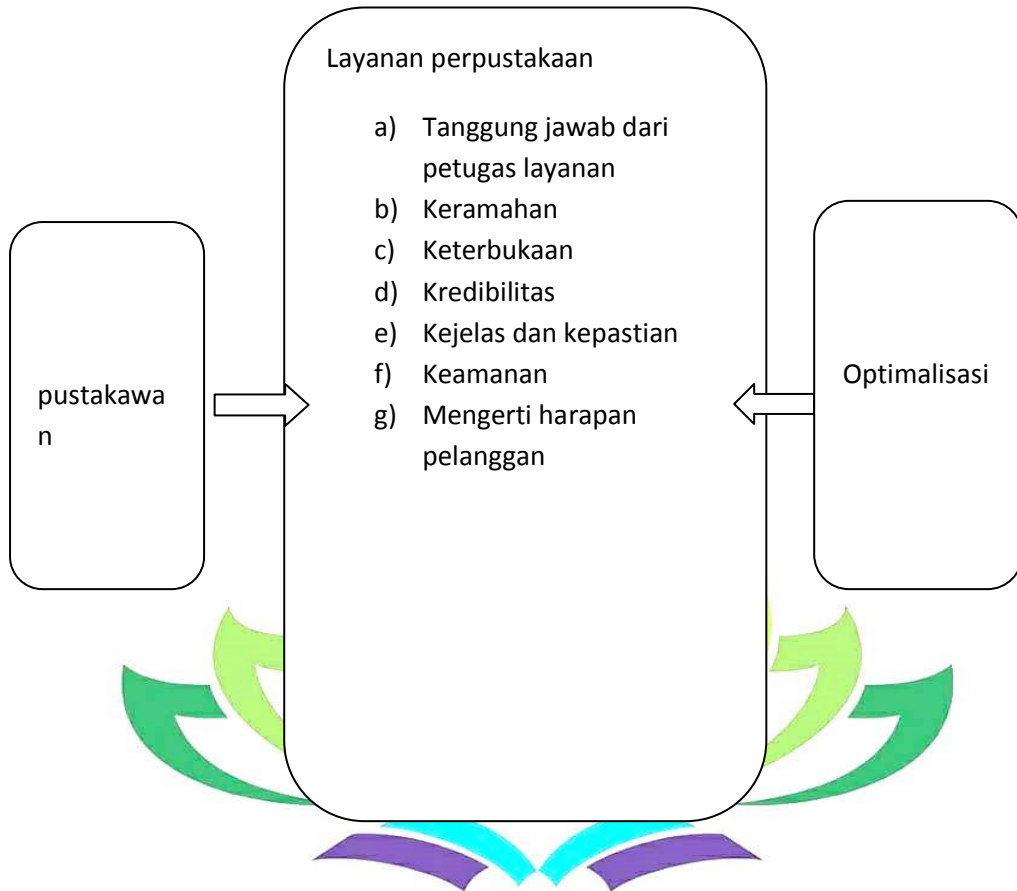 Layanan perpustakaan
a) Tanggung jawab dari
petugas layanan
b) Keramahan
c) Keterbukaan
d) Kredibilitas
e) Kejelas dan kepastian
f) Keamanan
g) Mengerti harapan
pelanggan
pustakawa
n
Optimalisasi